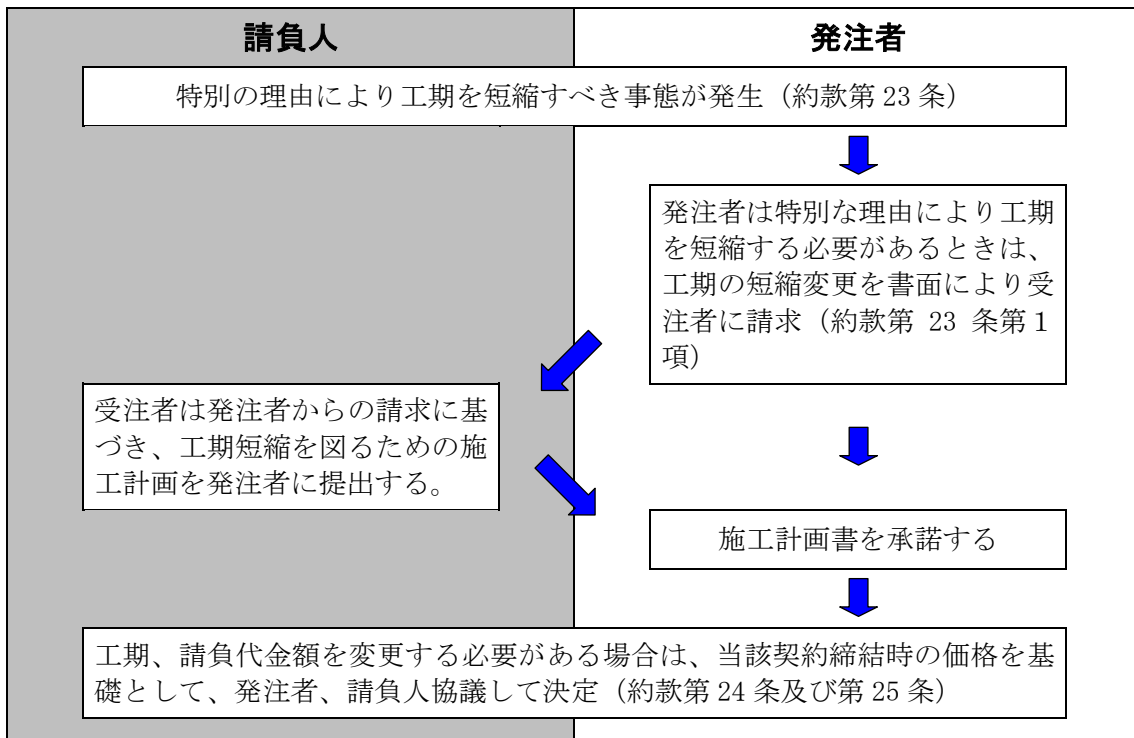 請負人
発注者
特別の理由により工期を短縮すべき事態が発生（約款第 23 条）
発注者は特別な理由により工期
を短縮する必要があるときは、
工期の短縮変更を書面により受
注者に請求（約款第 23 条第１
項）
受注者は発注者からの請求に基
づき、工期短縮を図るための施
工計画を発注者に提出する。
施工計画書を承諾する
工期、請負代金額を変更する必要がある場合は、当該契約締結時の価格を基
礎として、発注者、請負人協議して決定（約款第 24 条及び第 25 条）